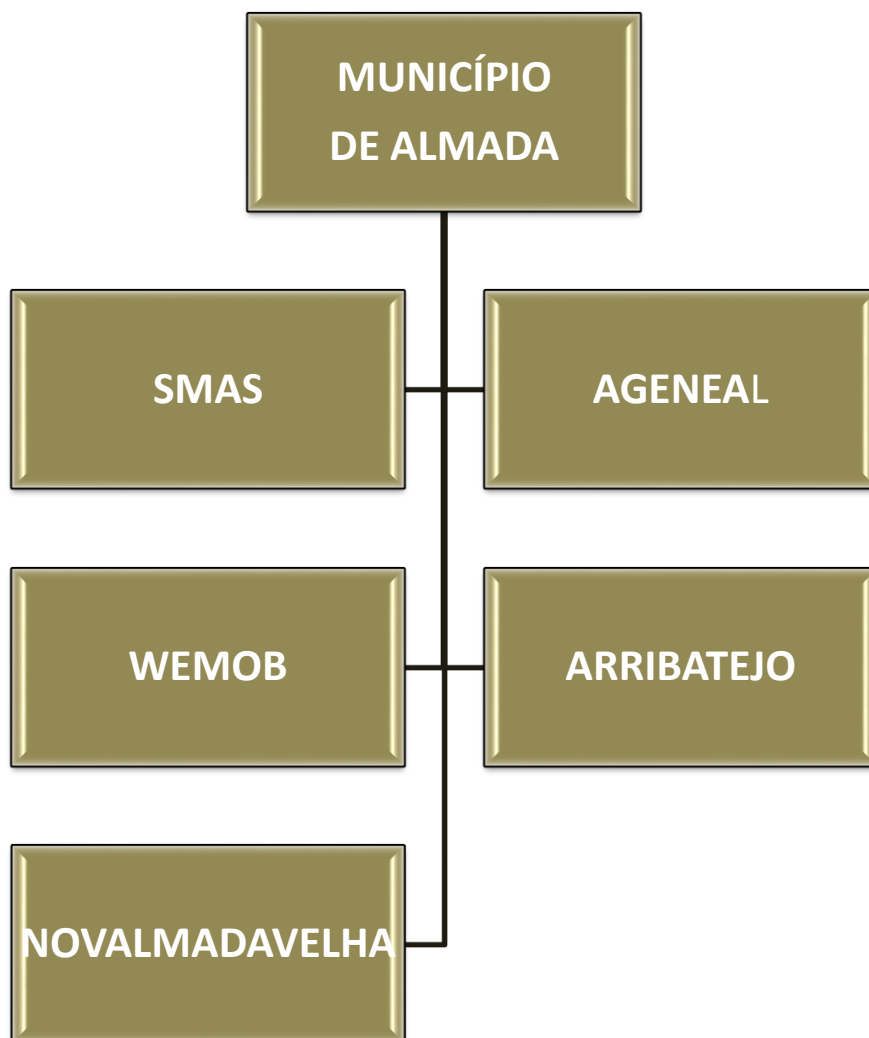 MUNICÍPIO
DE ALMADA
SMAS
AGENEAL
WEMOB
ARRIBATEJO
NOVALMADAVELHA